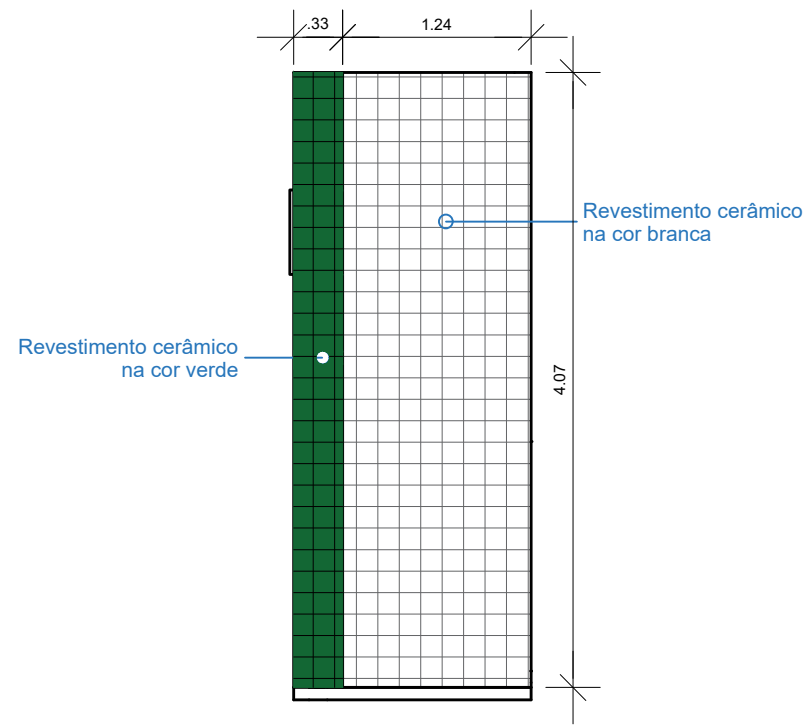 .33
1.24
Revestimento cerâmico
na cor branca
Revestimento cerâmico
na cor verde
4.07